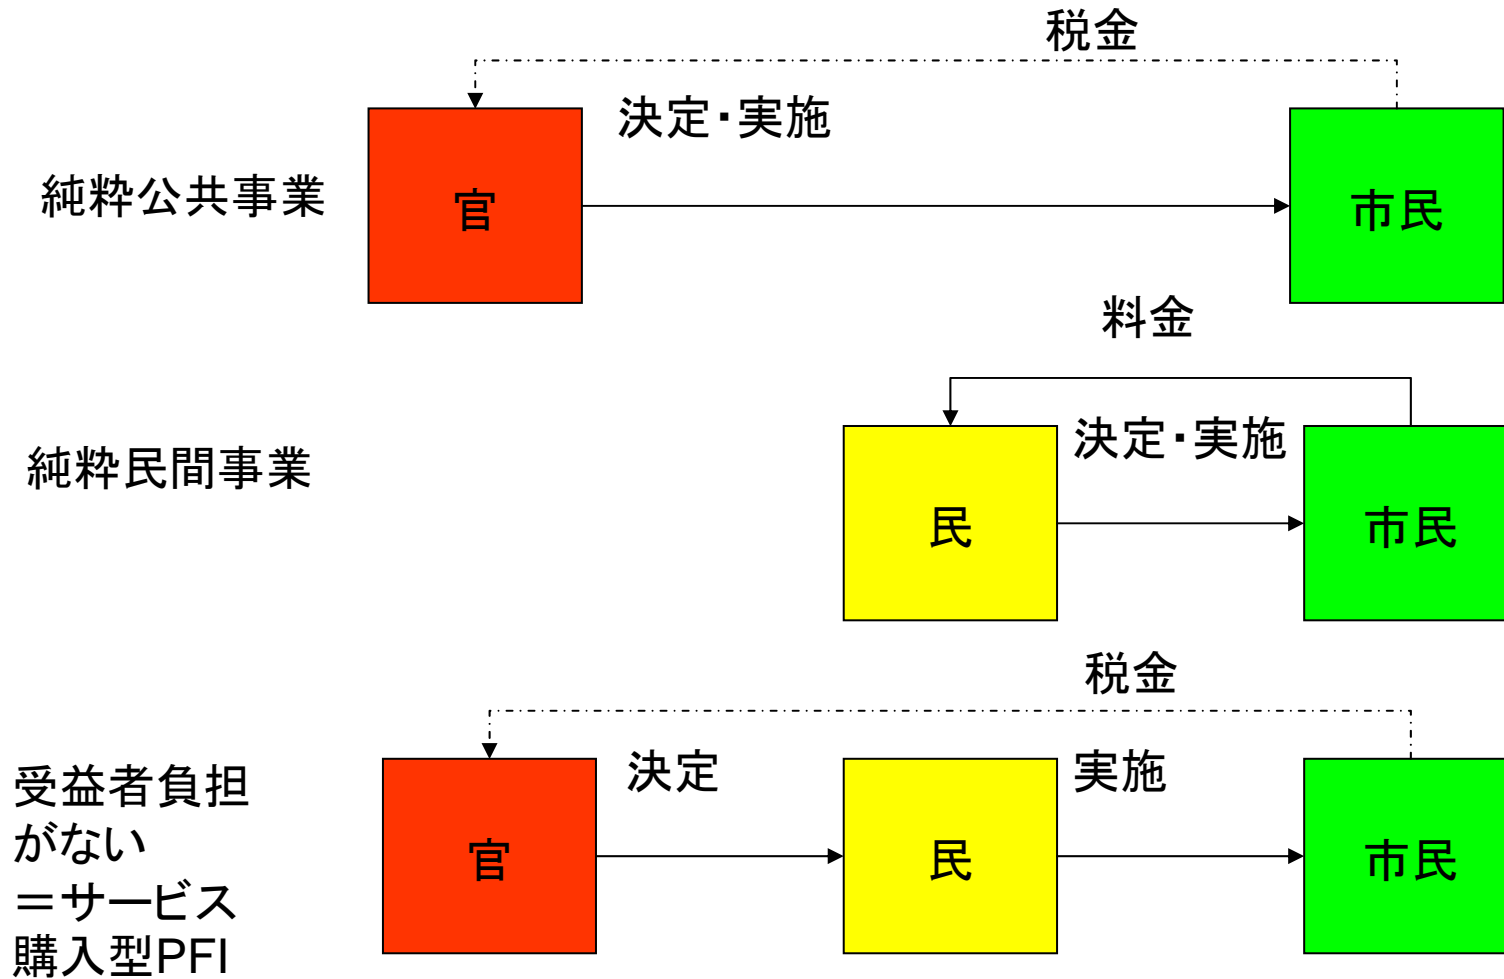 税金
決定・実施
純粋公共事業
官
市民
料金
決定・実施
純粋民間事業
民
市民
税金
決定
実施
受益者負担
がない
＝サービス
購入型PFI
官
民
市民